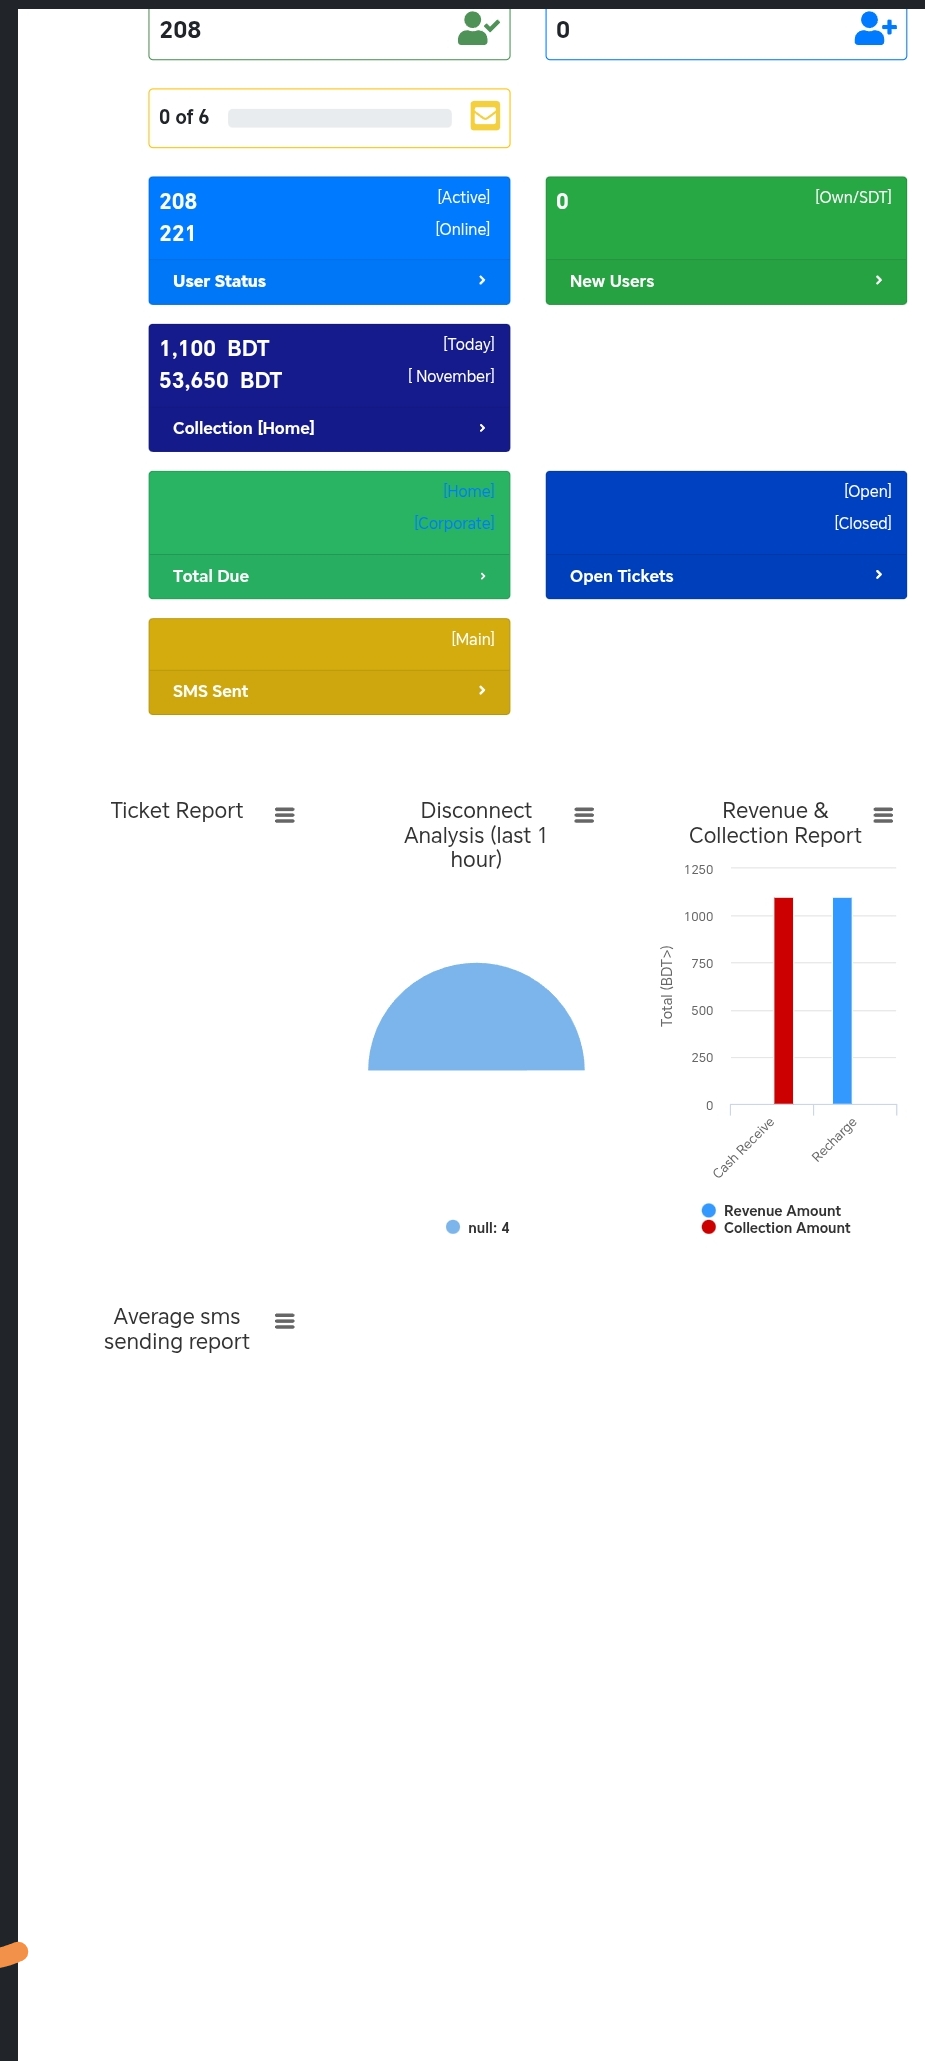 208
0
0 of 6
208 [Active]
221 [Online]
User Status
0 [Own/SDT]
New Users
1,100 BDT [Today]
53,650 BDT [ November]
Collection [Home]
[Home]
[Corporate]
Total Due
[Open]
[Closed]
Open Tickets
[Main]
SMS Sent
Ticket Report
Disconnect
Analysis (last 1
hour)
null: 4
Revenue &
Collection Report
1250
1000
750
500
250
0
Total (BDT>)
Cash Receive
Recharge
Revenue Amount
Collection Amount
Average sms
sending report